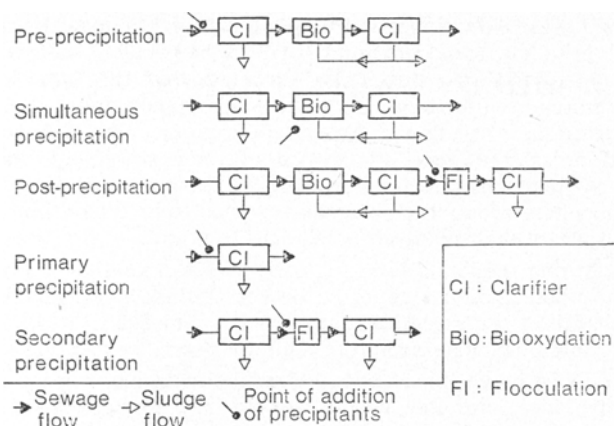 Pre-precipitation
Cl Bio Cl
Simultaneous
precipitation
Cl Bio Cl
Post-precipitation
Cl Bio Cl Fl Cl
Primary
precipitation
Cl
Secondary
precipitation
Cl Fl Cl
Cl : Clarifier
Bio: Biooxydation
Fl : Flocculation
Sewage flow
Sludge flow
Point of addition
of precipitants